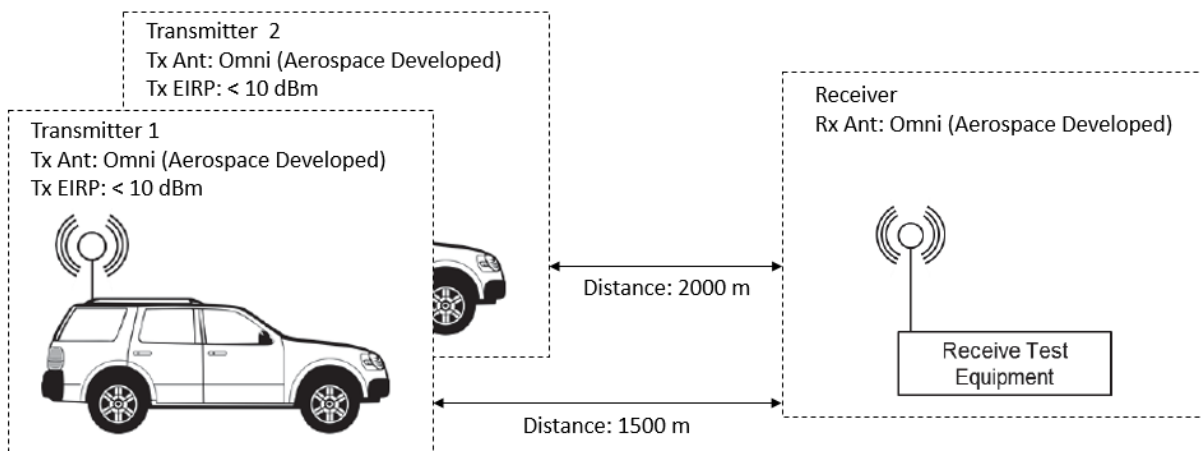 Transmitter 2
Tx Ant: Omni (Aerospace Developed)
Tx EIRP: < 10 dBm
Transmitter 1
Tx Ant: Omni (Aerospace Developed)
Tx EIRP: < 10 dBm
Receiver
Rx Ant: Omni (Aerospace Developed)
Distance: 2000 m
Receive Test
Equipment
Distance: 1500 m